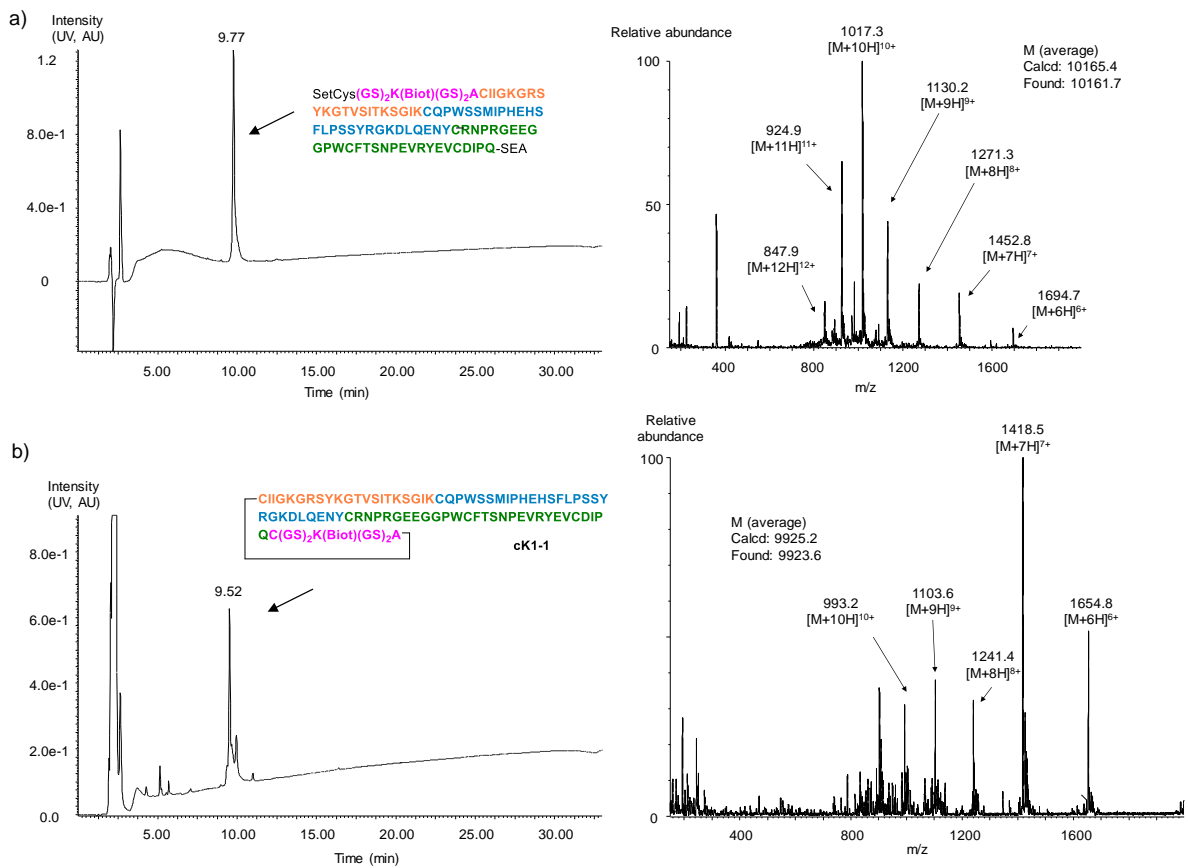 a)
Intensity
(UV, AU)
9.77
1.2
8.0e-1
4.0e-1
0
SetCys(GS)2K(Biot)(GS)2ACIIGKGRS
YKGTVSITKSGIKCQPWSSMIPHEHS
FLPSSYRGKDLQENYCRNPRGEEG
GPWCFTSNPEVRYEVCDIPQ-SEA
5.00 10.00 15.00 20.00 25.00 30.00
Time (min)
Relative abundance
100
50
0
1017.3
[M+10H]10+
M (average)
Calcd: 10165.4
Found: 10161.7
1130.2
[M+9H]9+
924.9
[M+11H]11+
1271.3
[M+8H]8+
847.9
[M+12H]12+
1452.8
[M+7H]7+
1694.7
[M+6H]6+
400 800 1200 1600
m/z
b)
Intensity
(UV, AU)
8.0e-1
6.0e-1
4.0e-1
2.0e-1
0.0
CIIGKGRSYKGTVSITKSGIKCQPWSSMIPHEHSFLPSSY
RGKDLQENYCRNPRGEEGGPWCFTSNPEVRYEVCDIP
QC(GS)2K(Biot)(GS)2A
cK1-1
9.52
5.00 10.00 15.00 20.00 25.00 30.00
Time (min)
Relative
abundance
100
1418.5
[M+7H]7+
M (average)
Calcd: 9925.2
Found: 9923.6
993.2
[M+10H]10+
1103.6
[M+9H]9+
1241.4
[M+8H]8+
1654.8
[M+6H]6+
400 800 1200 1600
m/z